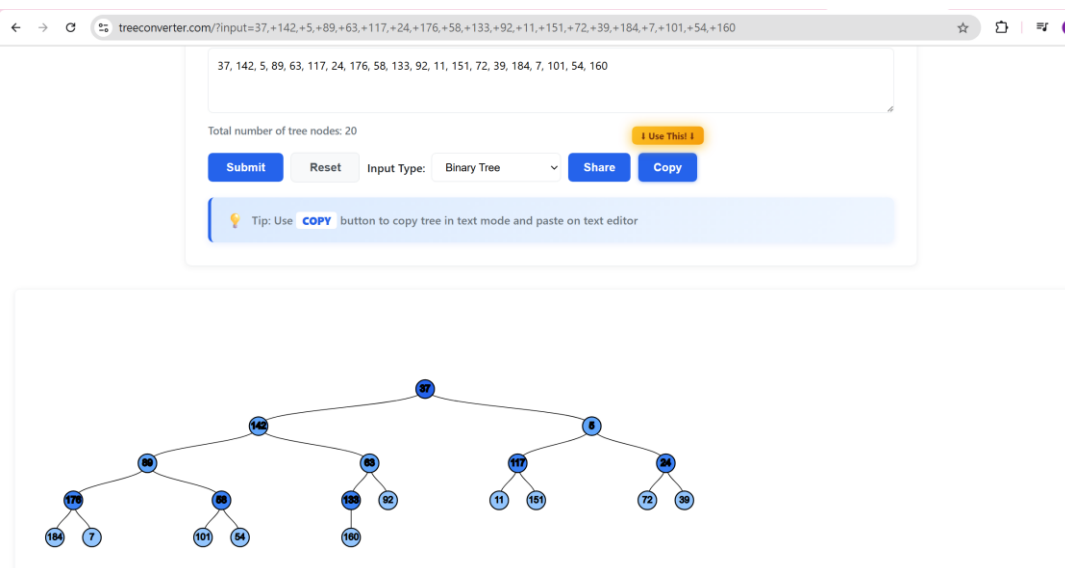 treeconverter.com/?input=37,+142,+5,+89,+63,+117,+24,+176,+58,+133,+92,+11,+151,+72,+39,+184,+7,+101,+54,+160
37, 142, 5, 89, 63, 117, 24, 176, 58, 133, 92, 11, 151, 72, 39, 184, 7, 101, 54, 160
Total number of tree nodes: 20
⬇ Use This! ⬇
Submit Reset Input Type: Binary Tree Share Copy
Tip: Use COPY button to copy tree in text mode and paste on text editor
37
142 5
89 63 117 24
176 58 133 92 11 151 72 39
184 7 101 54 160